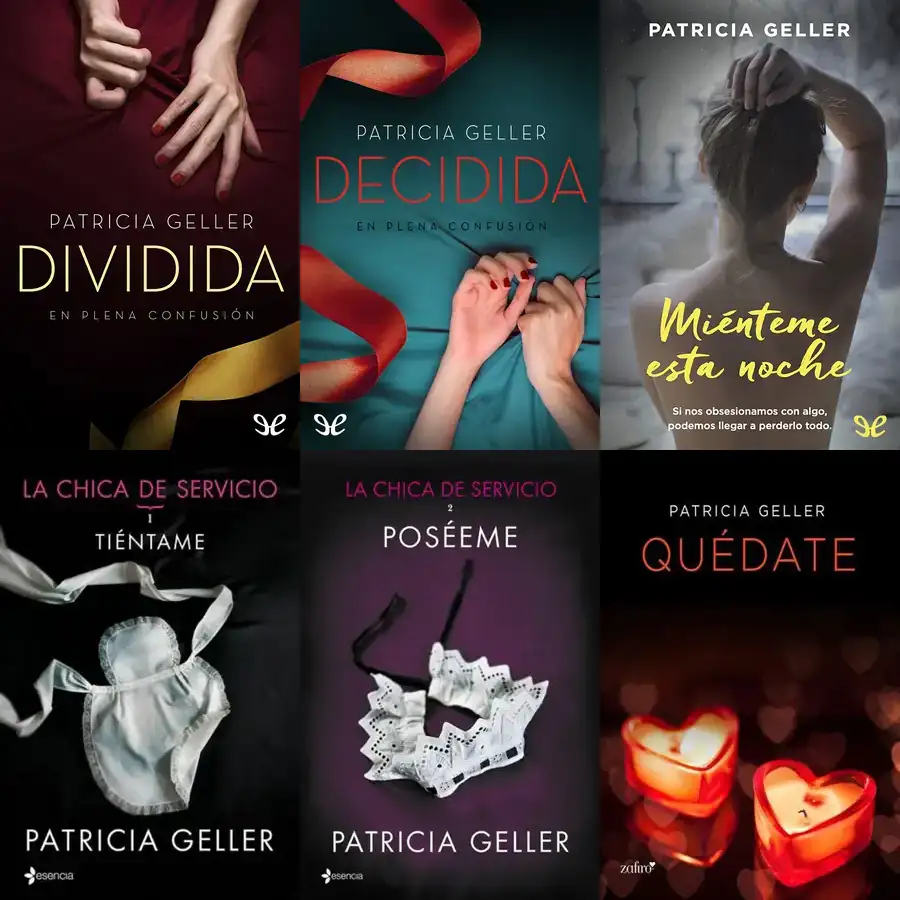 PATRICIA GELLER
DIVIDIDA
EN PLENA CONFUSIÓN
PATRICIA GELLER
DECIDIDA
EN PLENA CONFUSIÓN
PATRICIA GELLER
Miénteme
esta noche
Si nos obsesionamos con algo,
podemos llegar a perderlo todo.
LA CHICA DE SERVICIO
1
TIÉNTAME
PATRICIA GELLER
esencia
LA CHICA DE SERVICIO
2
POSÉEME
PATRICIA GELLER
esencia
PATRICIA GELLER
QUÉDATE
zafiro